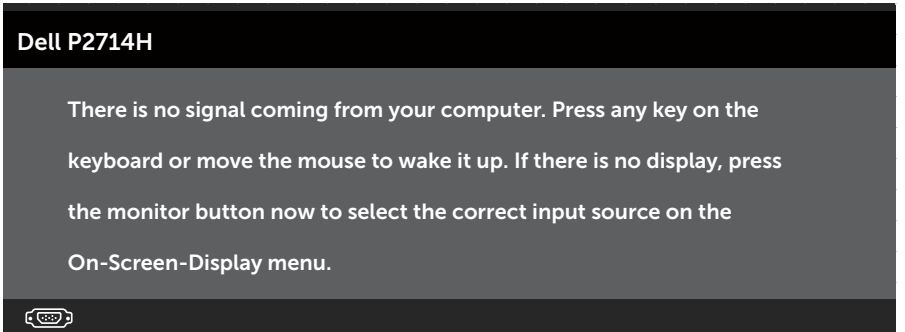 Dell P2714H
There is no signal coming from your computer. Press any key on the
keyboard or move the mouse to wake it up. If there is no display, press
the monitor button now to select the correct input source on the
On-Screen-Display menu.